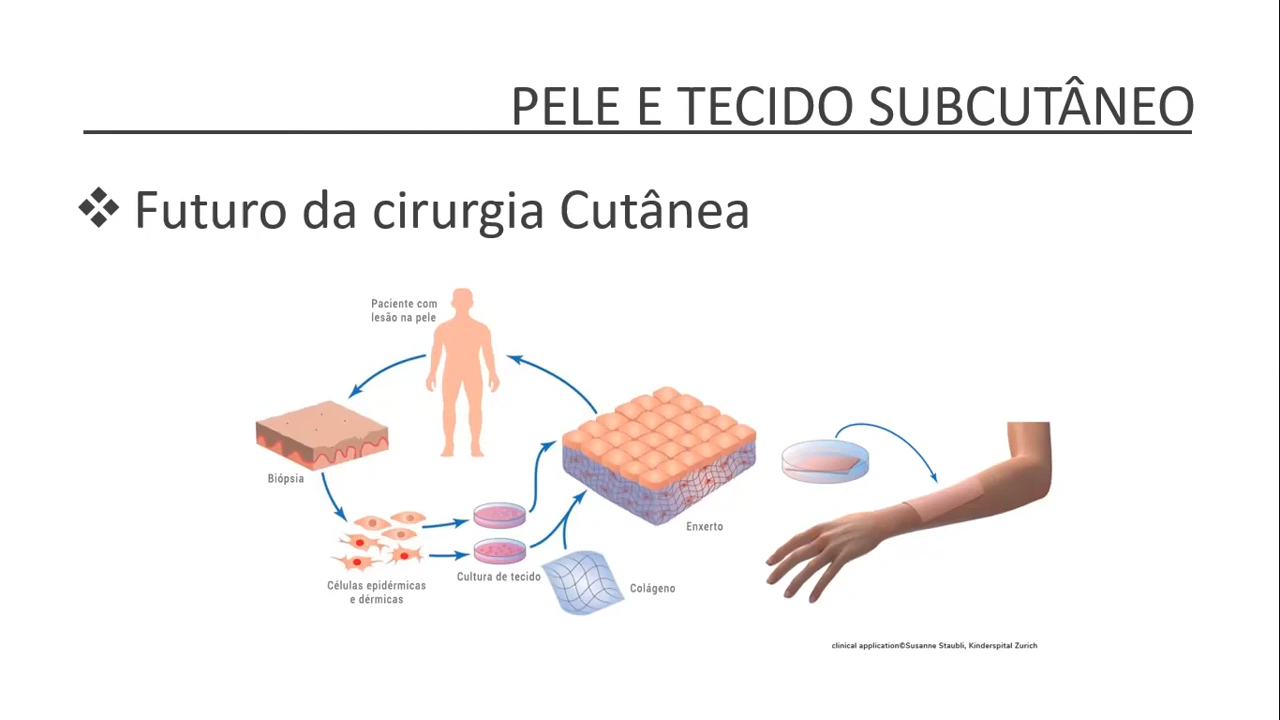 PELE E TECIDO SUBCUTÂNEO
❖ Futuro da cirurgia Cutânea
Paciente com
lesão na pele
Biópsia
Enxerto
Cultura de tecido
Células epidérmicas
e dérmicas
Colágeno
clinical application©Susanne Staubli, Kinderspital Zurich